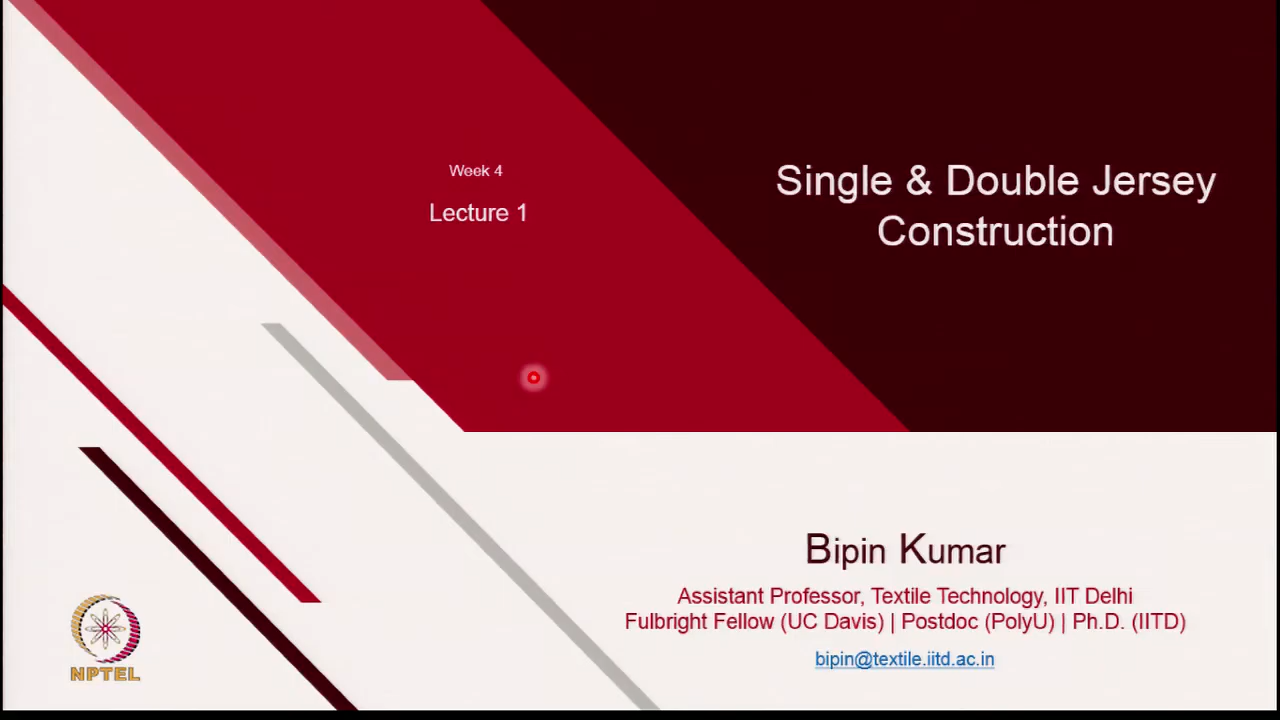 Week 4
Lecture 1
Single & Double Jersey
Construction
Bipin Kumar
Assistant Professor, Textile Technology, IIT Delhi
Fulbright Fellow (UC Davis) | Postdoc (PolyU) | Ph.D. (IITD)
bipin@textile.iitd.ac.in
NPTEL